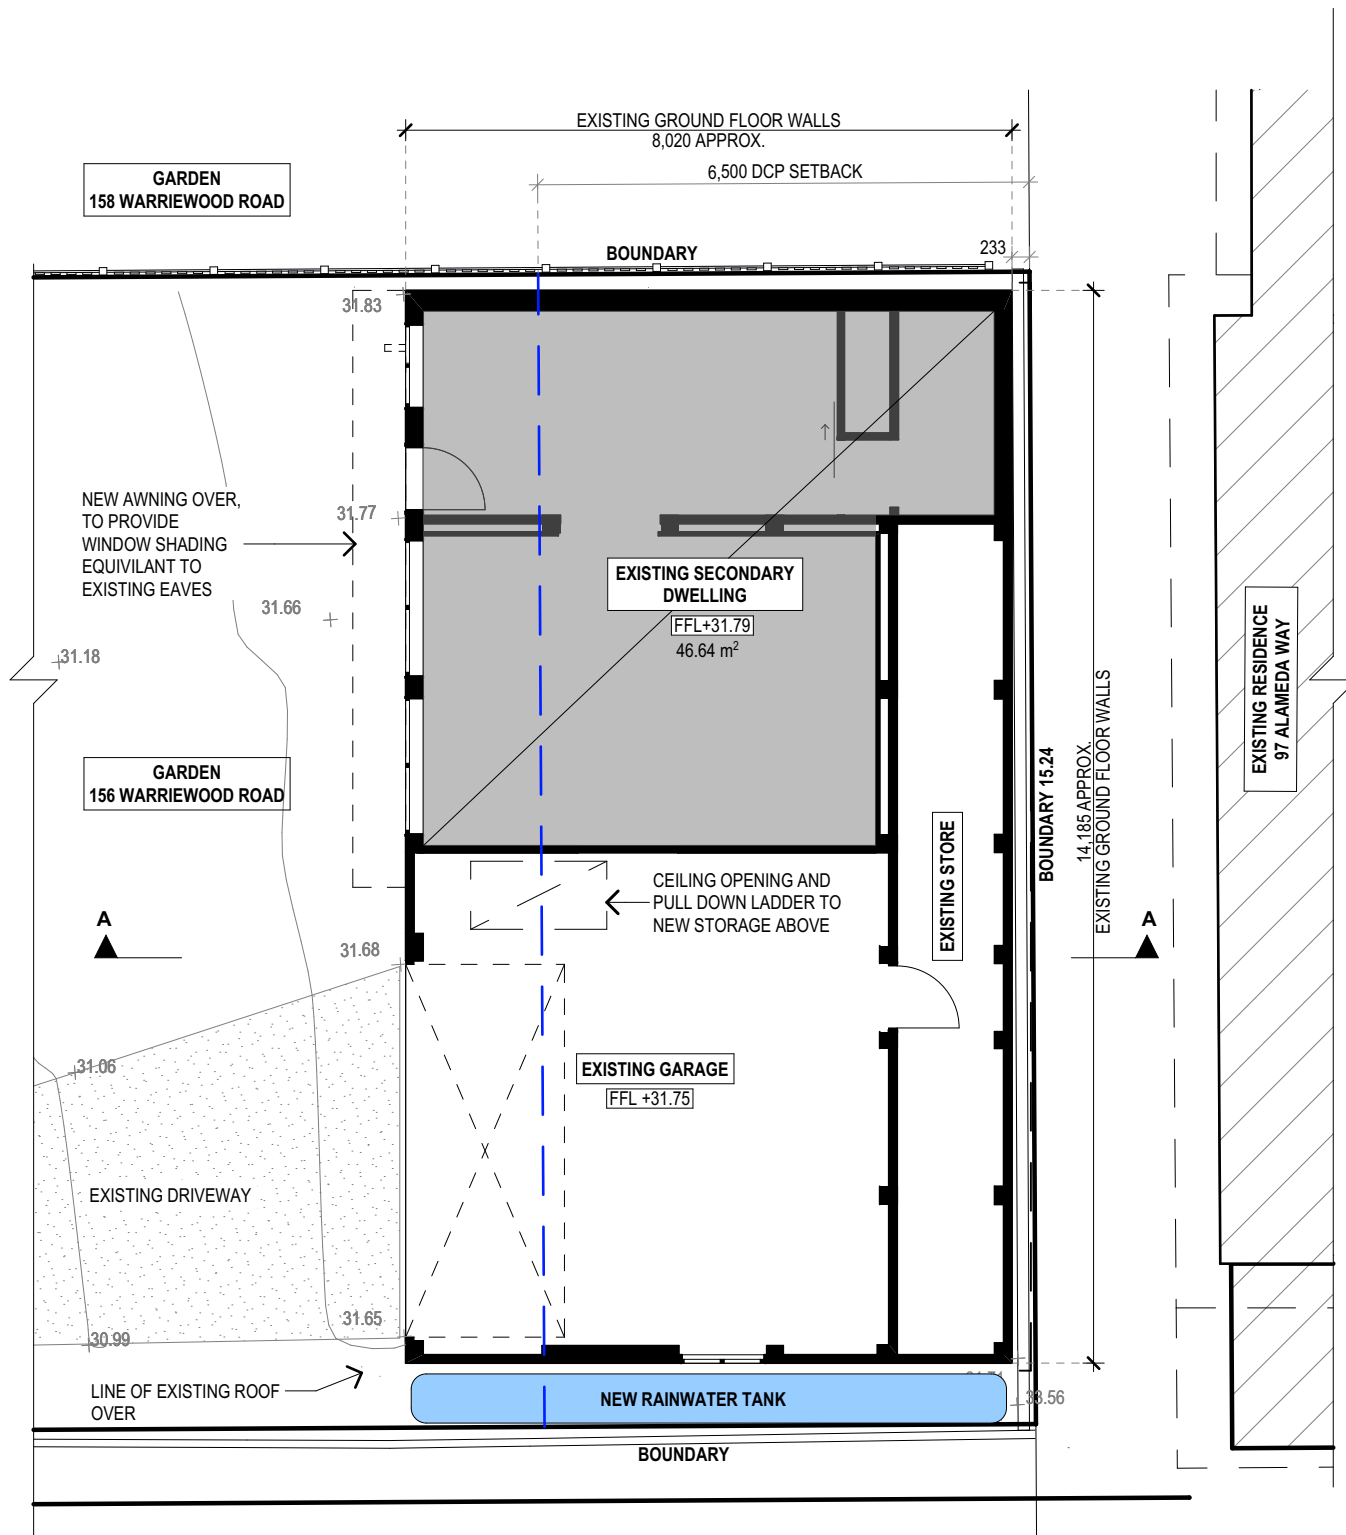 EXISTING GROUND FLOOR WALLS
8,020 APPROX.
6,500 DCP SETBACK
GARDEN
158 WARRIEWOOD ROAD
BOUNDARY
233
31.83
NEW AWNING OVER,
TO PROVIDE
WINDOW SHADING
EQUIVILANT TO
EXISTING EAVES
31.77
31.66
31.18
EXISTING SECONDARY
DWELLING
FFL+31.79
46.64 m²
EXISTING RESIDENCE
97 ALAMEDA WAY
GARDEN
156 WARRIEWOOD ROAD
BOUNDARY 15.24
14,185 APPROX.
EXISTING GROUND FLOOR WALLS
EXISTING STORE
CEILING OPENING AND
PULL DOWN LADDER TO
NEW STORAGE ABOVE
A
A
31.68
31.06
EXISTING GARAGE
FFL +31.75
EXISTING DRIVEWAY
31.65
30.99
LINE OF EXISTING ROOF
OVER
NEW RAINWATER TANK
33.56
BOUNDARY